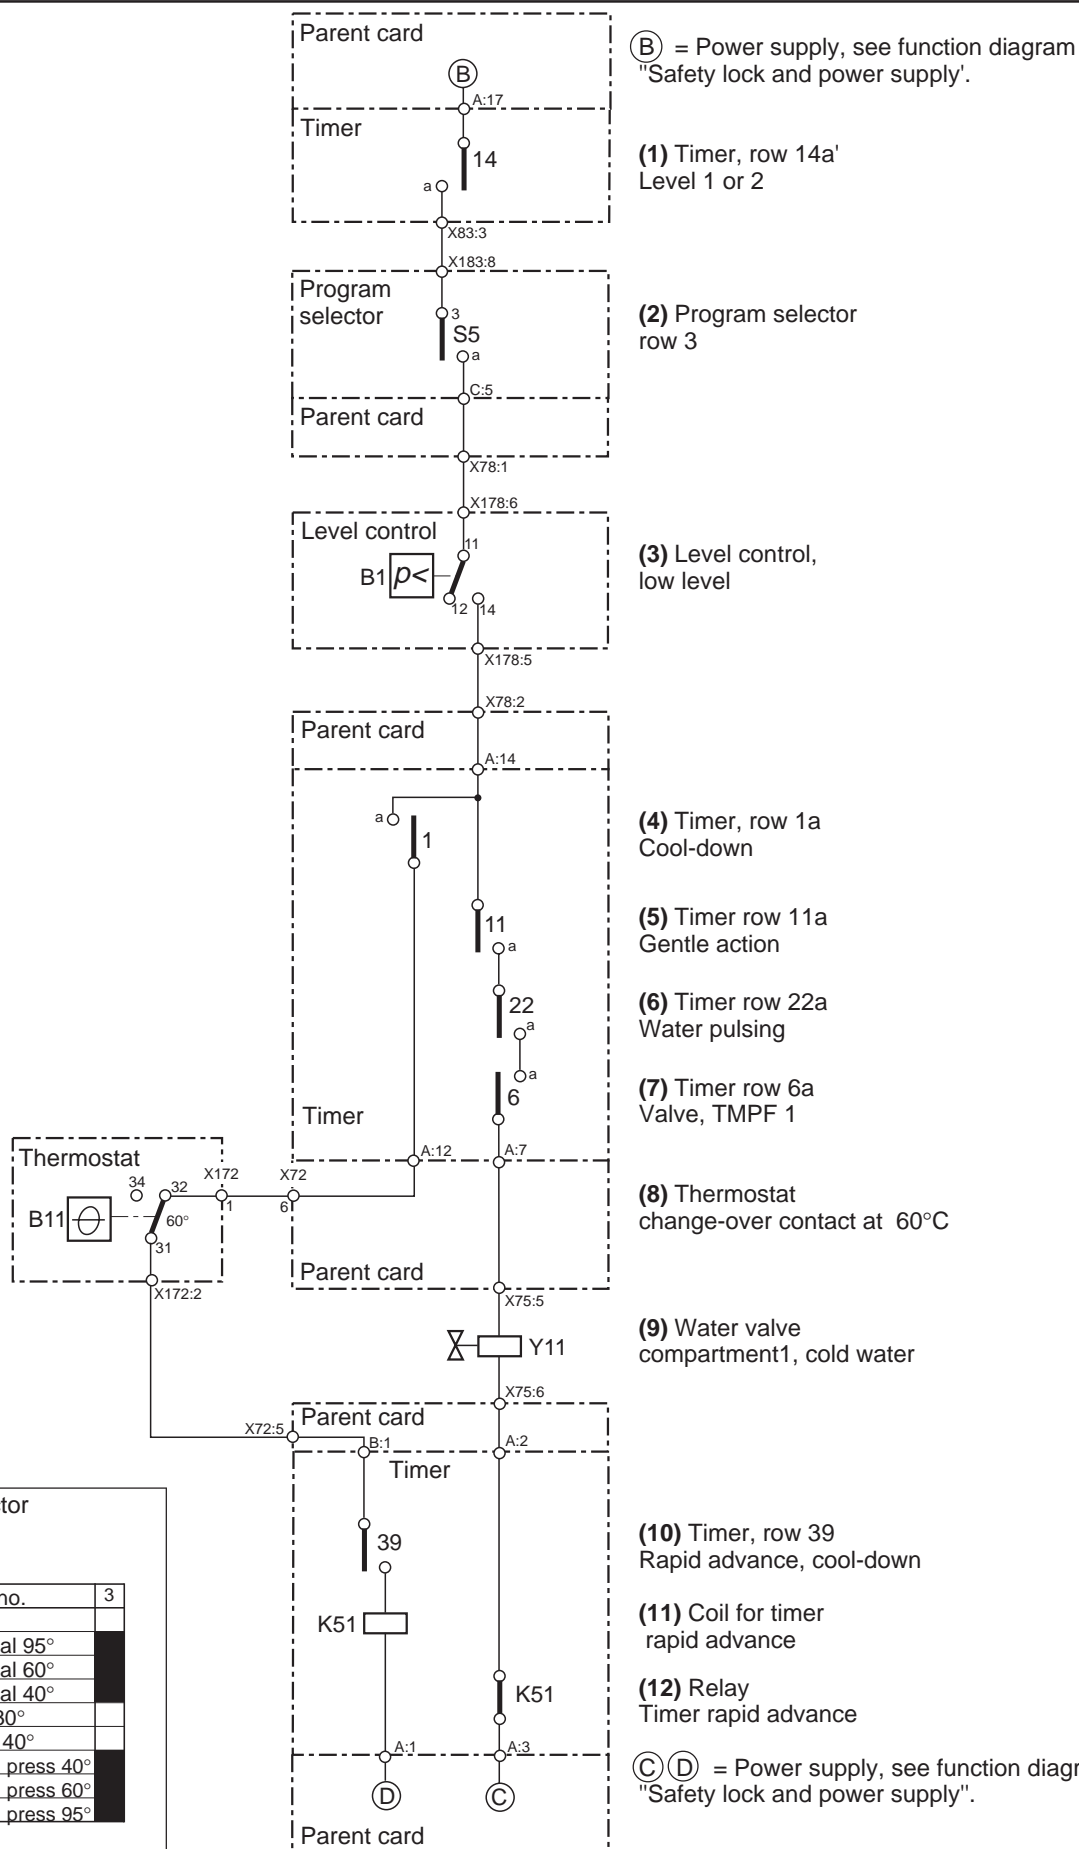 Parent card
B
A:17
Timer
14
a
X83:3
X183:8
Program
selector
3
S5
a
C:5
Parent card
X78:1
X178:6
Level control
11
B1 p<
12 14
X178:5
X78:2
Parent card
A:14
a
1
11
a
22
a
a
6
Timer
A:12 A:7
Thermostat
34 32 X172 X72
1 6
B11 60°
31
X172:2
Parent card
X75:5
Y11
X75:6
Parent card
X72:5
B:1 A:2
Timer
39
K51
K51
A:1 A:3
D C
Parent card
B = Power supply, see function diagram
"Safety lock and power supply'.
(1) Timer, row 14a'
Level 1 or 2
(2) Program selector
row 3
(3) Level control,
low level
(4) Timer, row 1a
Cool-down
(5) Timer row 11a
Gentle action
(6) Timer row 22a
Water pulsing
(7) Timer row 6a
Valve, TMPF 1
(8) Thermostat
change-over contact at 60°C
(9) Water valve
compartment1, cold water
(10) Timer, row 39
Rapid advance, cool-down
(11) Coil for timer
rapid advance
(12) Relay
Timer rapid advance
C D = Power supply, see function diagr
"Safety lock and power supply".
tor
no. 3
al 95°
al 60°
al 40°
30°
40°
press 40°
press 60°
press 95°